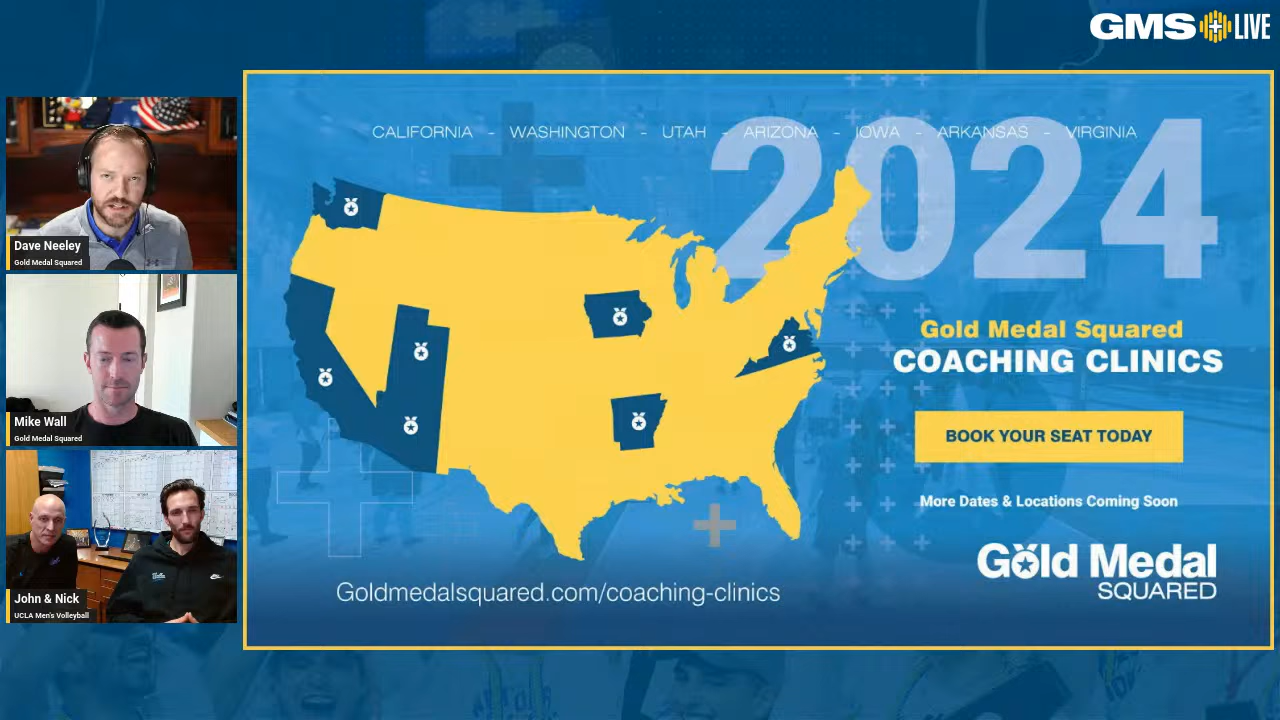 GMS LIVE
CALIFORNIA - WASHINGTON - UTAH - ARIZONA - IOWA - ARKANSAS - VIRGINIA
2024
Dave Neeley
Gold Medal Squared
Gold Medal Squared
COACHING CLINICS
BOOK YOUR SEAT TODAY
Mike Wall
Gold Medal Squared
More Dates & Locations Coming Soon
Gold Medal
SQUARED
Goldmedalsquared.com/coaching-clinics
John & Nick
UCLA Men's Volleyball